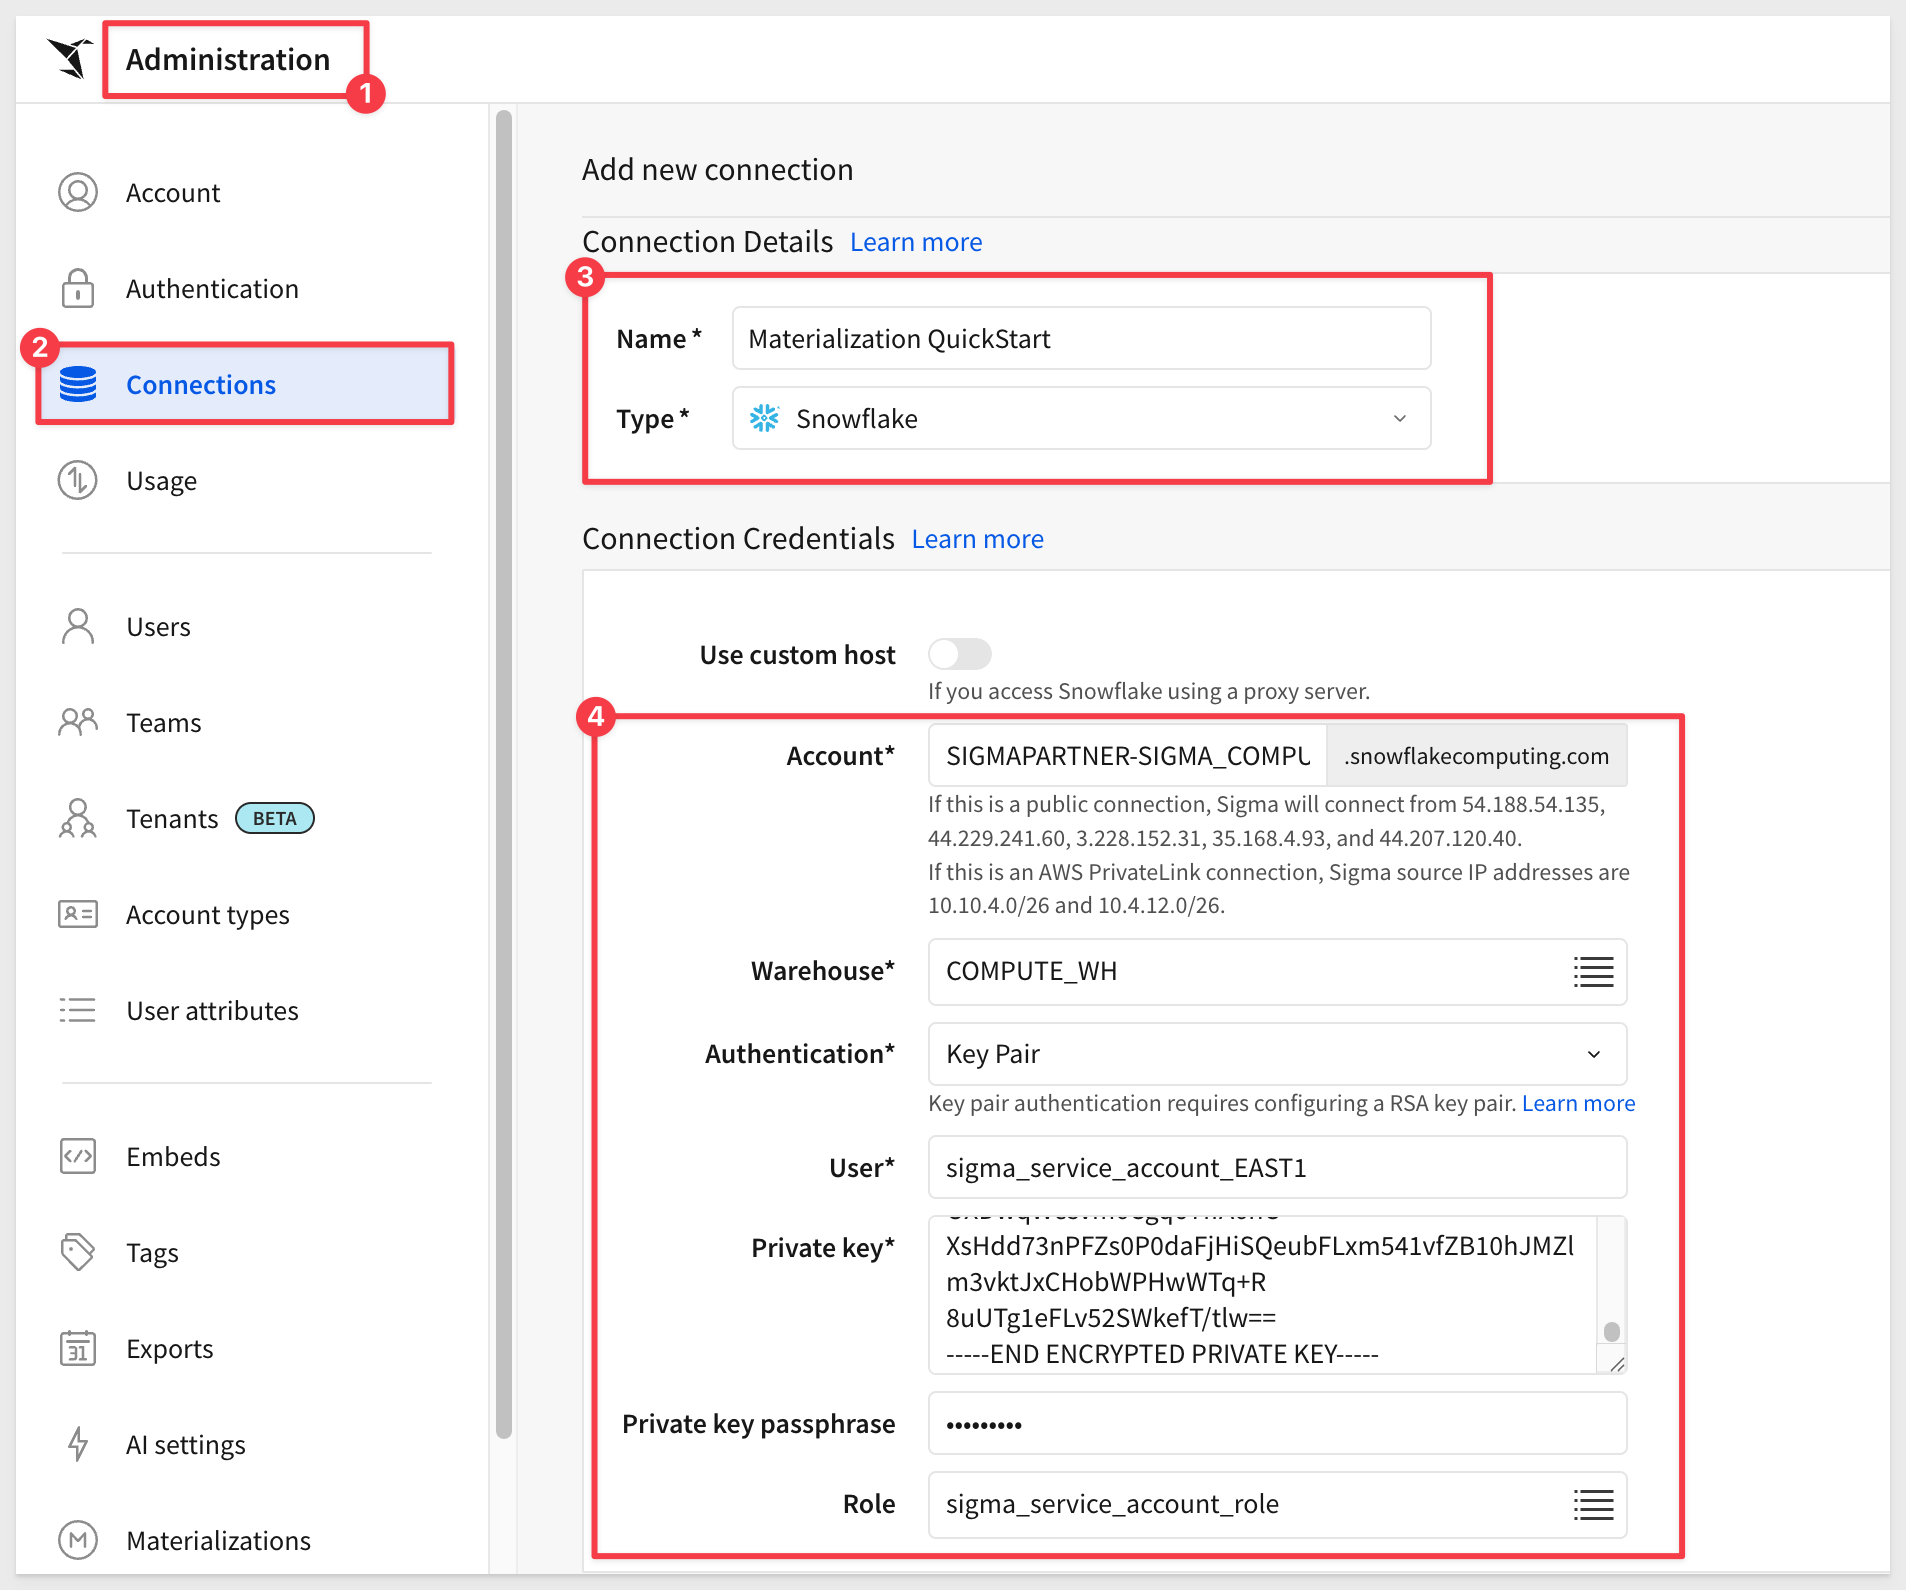 Administration
1
Account
Authentication
2
Connections
Usage
Users
Teams
Tenants BETA
Account types
User attributes
Embeds
Tags
31
Exports
AI settings
M
Materializations
Add new connection
Connection Details Learn more
3
Name * Materialization QuickStart
Type * Snowflake
Connection Credentials Learn more
Use custom host
If you access Snowflake using a proxy server.
4
Account* SIGMAPARTNER-SIGMA_COMPU .snowflakecomputing.com
If this is a public connection, Sigma will connect from 54.188.54.135,
44.229.241.60, 3.228.152.31, 35.168.4.93, and 44.207.120.40.
If this is an AWS PrivateLink connection, Sigma source IP addresses are
10.10.4.0/26 and 10.4.12.0/26.
Warehouse* COMPUTE_WH
Authentication* Key Pair
Key pair authentication requires configuring a RSA key pair. Learn more
User* sigma_service_account_EAST1
Private key*
XsHdd73nPFZs0P0daFjHiSQeubFLxm541vfZB10hJMZl
m3vktJxCHobWPHwWTq+R
8uUTg1eFLv52SWkefT/tlw==
-----END ENCRYPTED PRIVATE KEY-----
Private key passphrase •••••••••
Role sigma_service_account_role